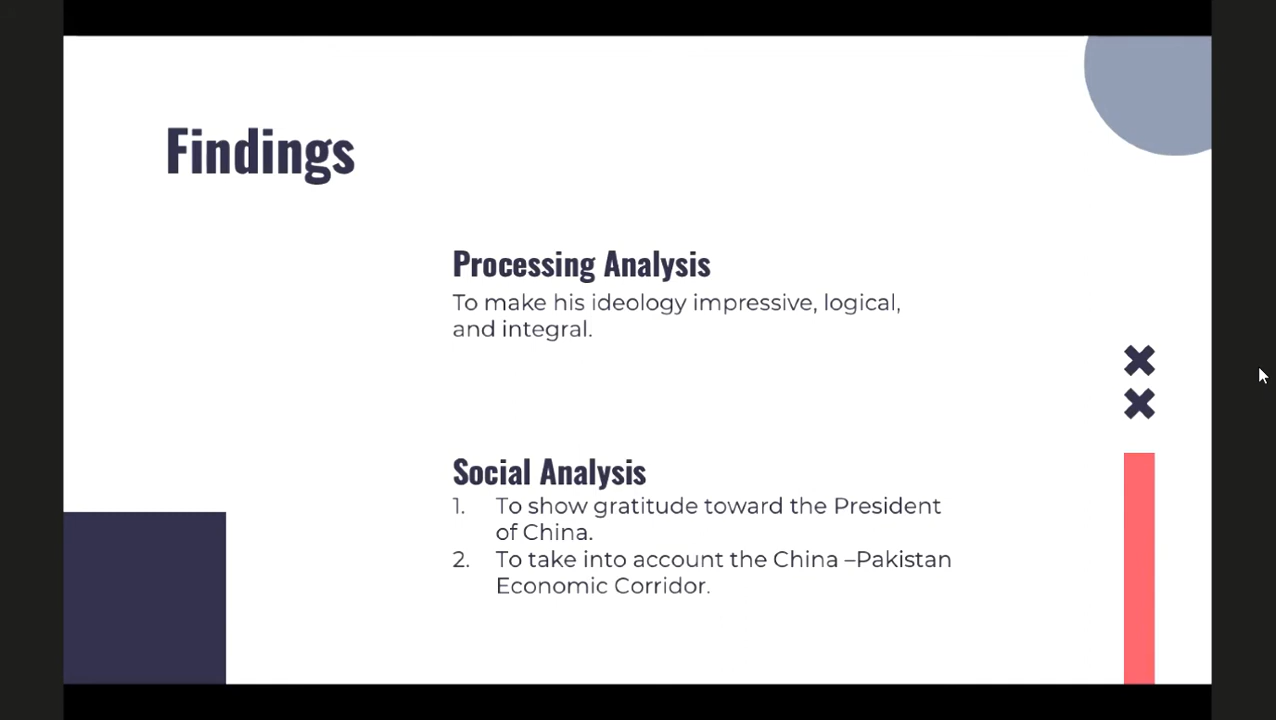 Findings
Processing Analysis
To make his ideology impressive, logical,
and integral.
Social Analysis
1. To show gratitude toward the President
of China.
2. To take into account the China –Pakistan
Economic Corridor.